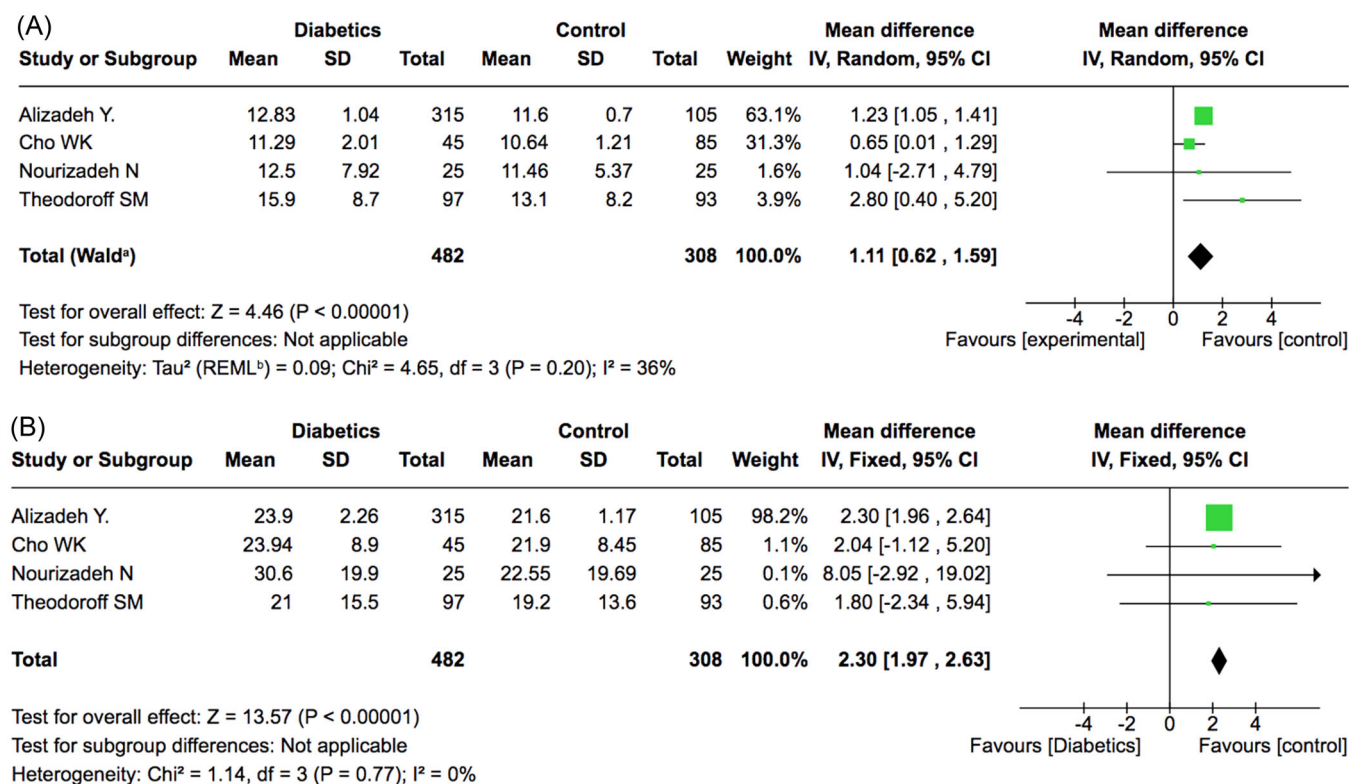 (A)
Diabetics Control Mean difference Mean difference
Study or Subgroup Mean SD Total Mean SD Total Weight IV, Random, 95% CI IV, Random, 95% CI
Alizadeh Y. 12.83 1.04 315 11.6 0.7 105 63.1% 1.23 [1.05 , 1.41]
Cho WK 11.29 2.01 45 10.64 1.21 85 31.3% 0.65 [0.01 , 1.29]
Nourizadeh N 12.5 7.92 25 11.46 5.37 25 1.6% 1.04 [-2.71 , 4.79]
Theodoroff SM 15.9 8.7 97 13.1 8.2 93 3.9% 2.80 [0.40 , 5.20]
Total (Waldᵃ) 482 308 100.0% 1.11 [0.62 , 1.59]
Test for overall effect: Z = 4.46 (P < 0.00001)
Test for subgroup differences: Not applicable
Heterogeneity: Tau² (REMLᵇ) = 0.09; Chi² = 4.65, df = 3 (P = 0.20); I² = 36%
-4 -2 0 2 4
Favours [experimental] Favours [control]
(B)
Diabetics Control Mean difference Mean difference
Study or Subgroup Mean SD Total Mean SD Total Weight IV, Fixed, 95% CI IV, Fixed, 95% CI
Alizadeh Y. 23.9 2.26 315 21.6 1.17 105 98.2% 2.30 [1.96 , 2.64]
Cho WK 23.94 8.9 45 21.9 8.45 85 1.1% 2.04 [-1.12 , 5.20]
Nourizadeh N 30.6 19.9 25 22.55 19.69 25 0.1% 8.05 [-2.92 , 19.02]
Theodoroff SM 21 15.5 97 19.2 13.6 93 0.6% 1.80 [-2.34 , 5.94]
Total 482 308 100.0% 2.30 [1.97 , 2.63]
Test for overall effect: Z = 13.57 (P < 0.00001)
Test for subgroup differences: Not applicable
Heterogeneity: Chi² = 1.14, df = 3 (P = 0.77); I² = 0%
-4 -2 0 2 4
Favours [Diabetics] Favours [control]